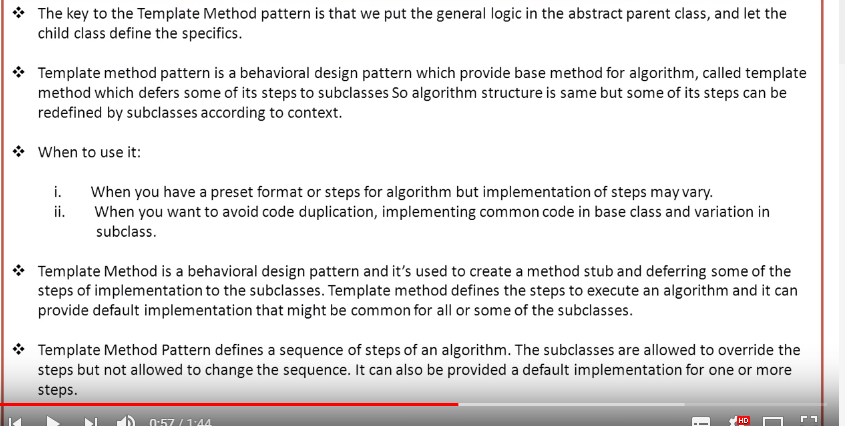 ❖ The key to the Template Method pattern is that we put the general logic in the abstract parent class, and let the
child class define the specifics.
❖ Template method pattern is a behavioral design pattern which provide base method for algorithm, called template
method which defers some of its steps to subclasses So algorithm structure is same but some of its steps can be
redefined by subclasses according to context.
❖ When to use it:
i. When you have a preset format or steps for algorithm but implementation of steps may vary.
ii. When you want to avoid code duplication, implementing common code in base class and variation in
subclass.
❖ Template Method is a behavioral design pattern and it’s used to create a method stub and deferring some of the
steps of implementation to the subclasses. Template method defines the steps to execute an algorithm and it can
provide default implementation that might be common for all or some of the subclasses.
❖ Template Method Pattern defines a sequence of steps of an algorithm. The subclasses are allowed to override the
steps but not allowed to change the sequence. It can also be provided a default implementation for one or more
steps.
0:57 / 1:44
HD